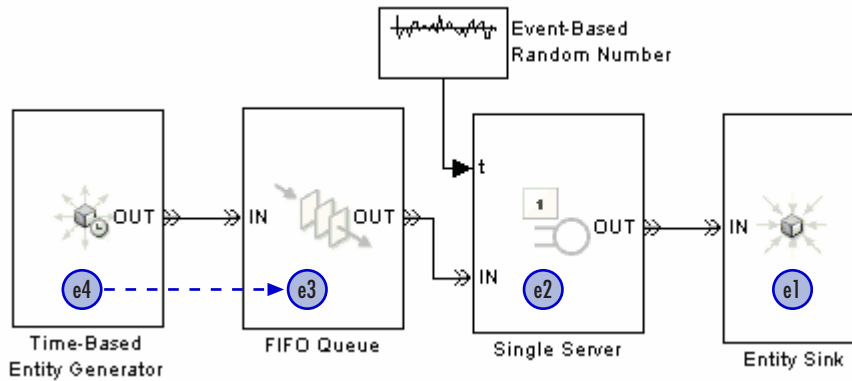 Event-Based
Random Number
OUT
IN
OUT
t
IN
1
OUT
IN
e4
e3
e2
e1
Time-Based
Entity Generator
FIFO Queue
Single Server
Entity Sink